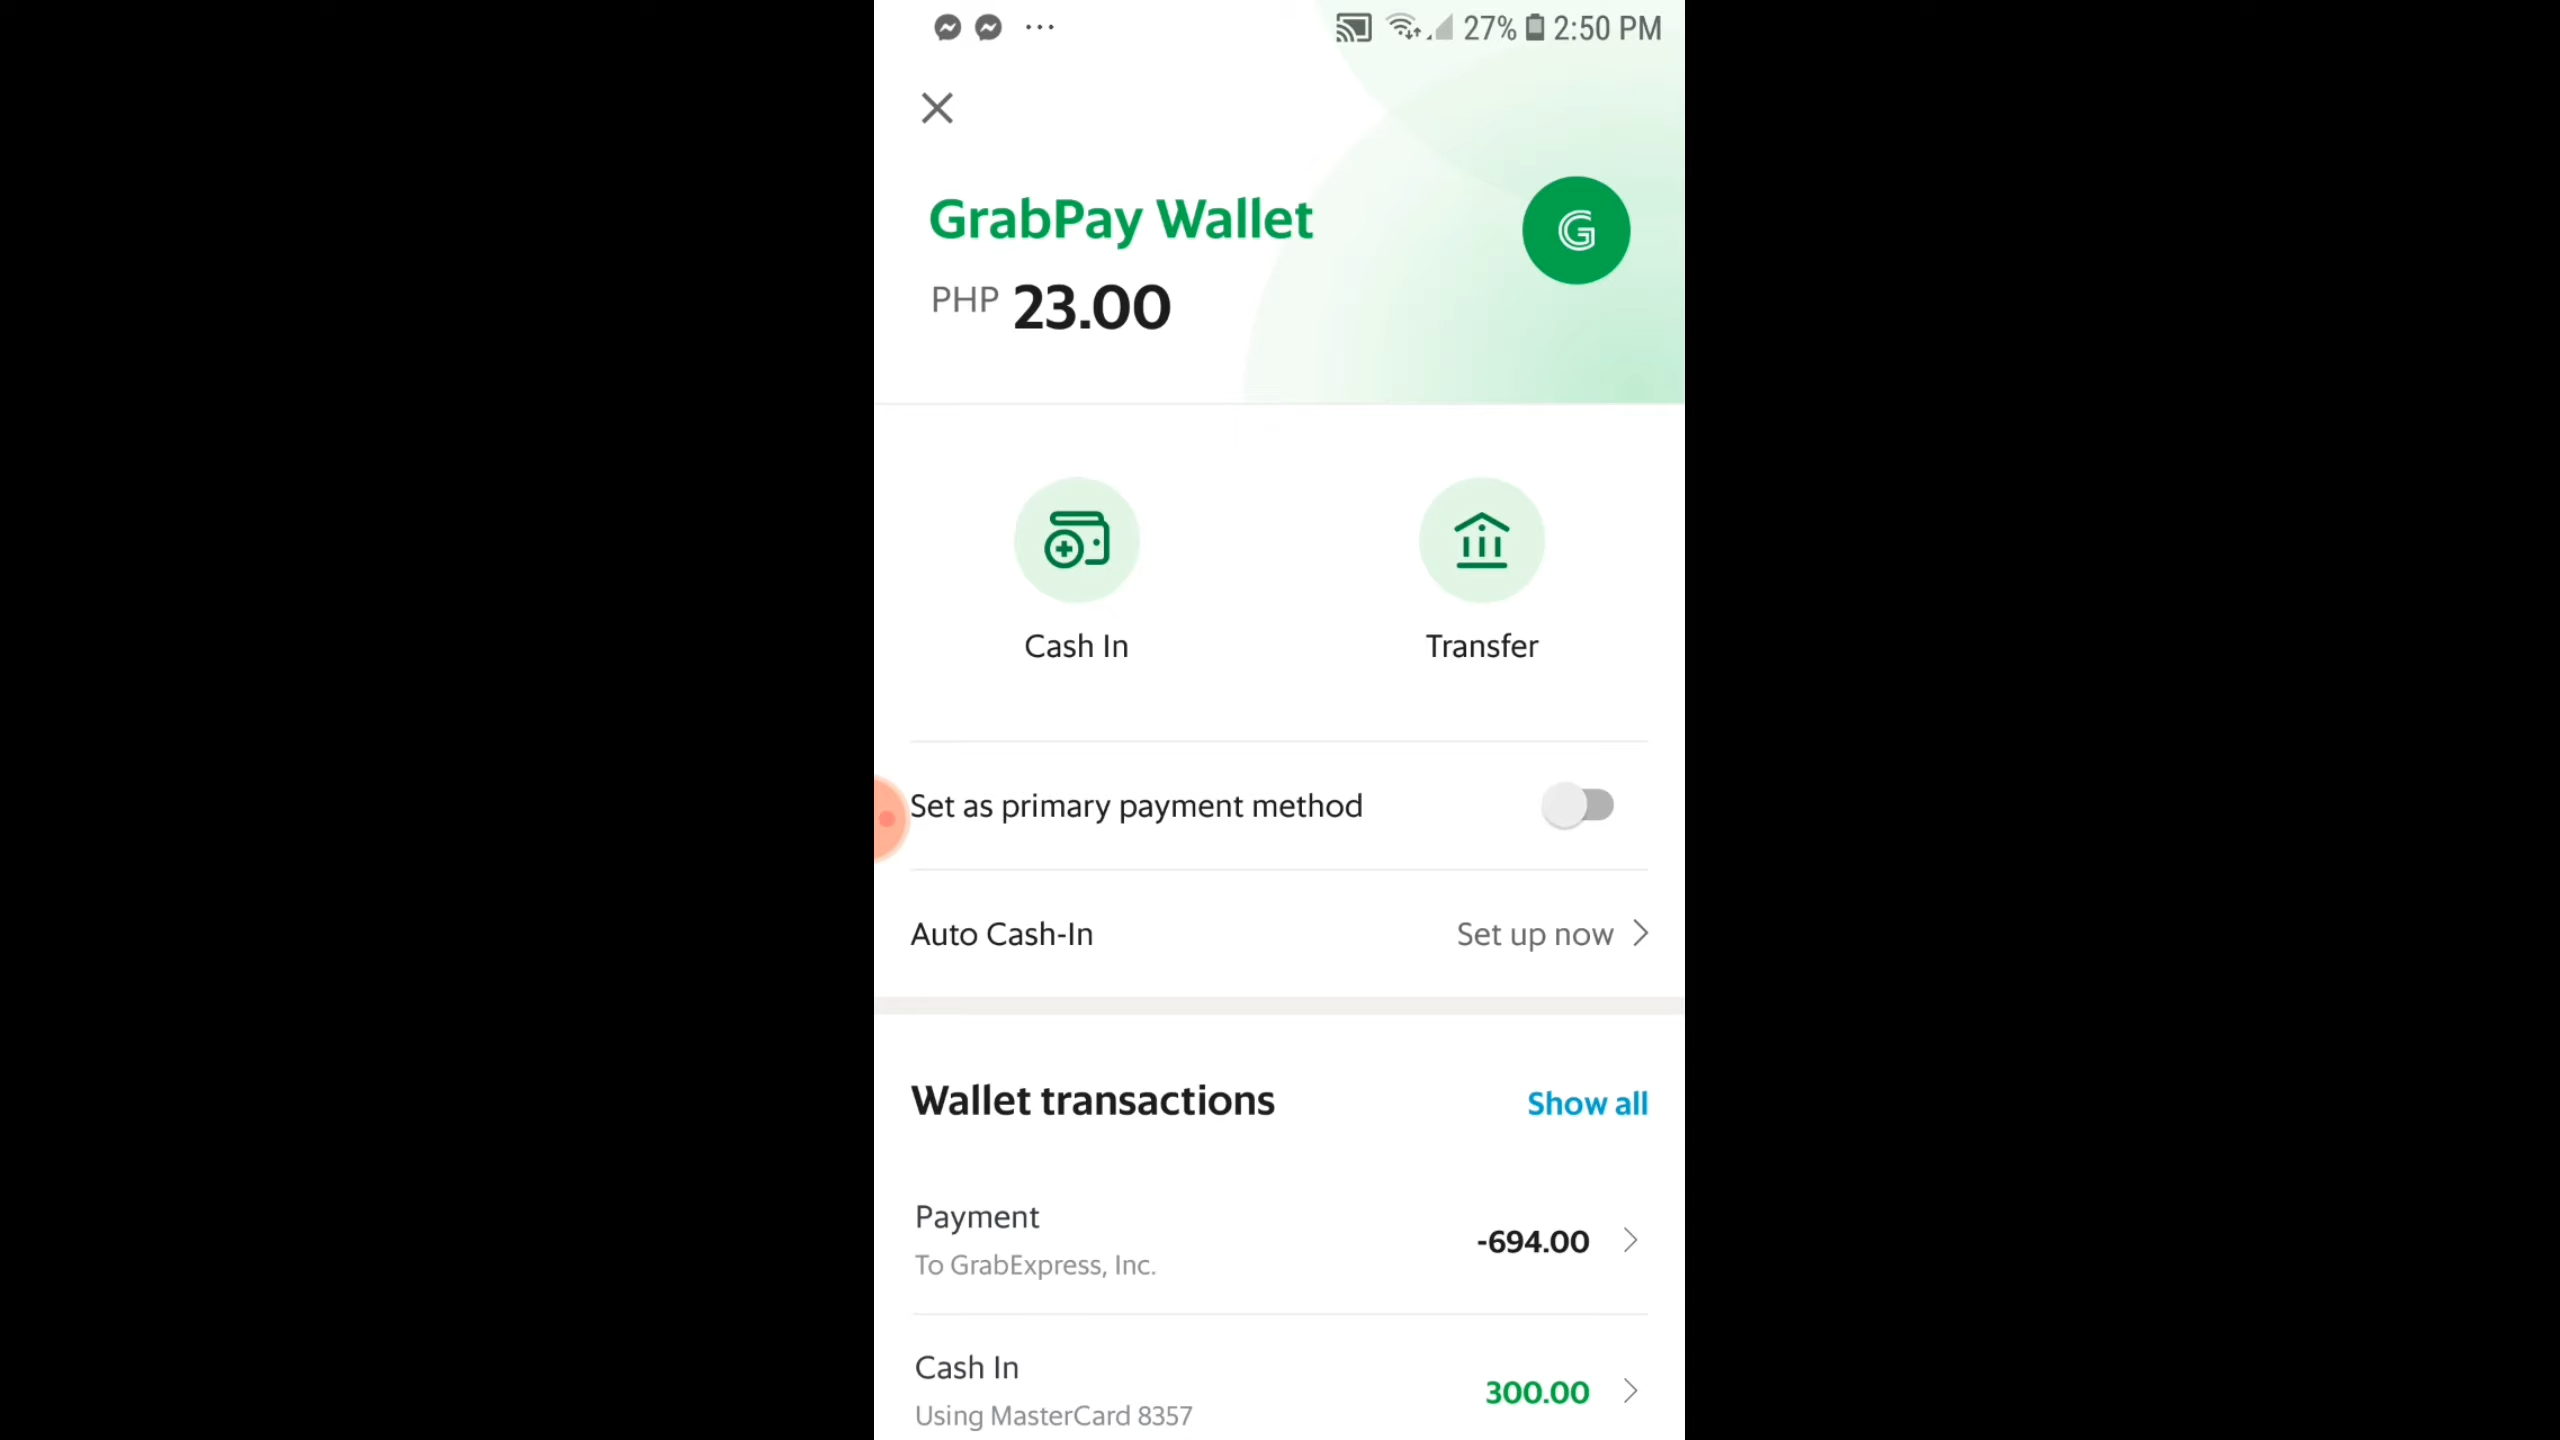 27% 2:50 PM
GrabPay Wallet
PHP 23.00
Cash In
Transfer
Set as primary payment method
Auto Cash-In
Set up now
Wallet transactions
Show all
Payment
To GrabExpress, Inc.
-694.00
Cash In
Using MasterCard 8357
300.00